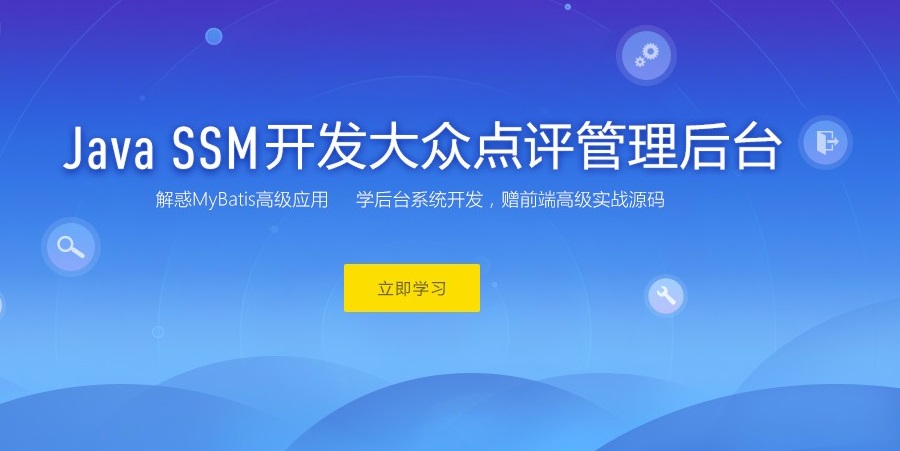 Java SSM开发大众点评管理后台
解惑MyBatis高级应用 学后台系统开发，赠前端高级实战源码
立即学习